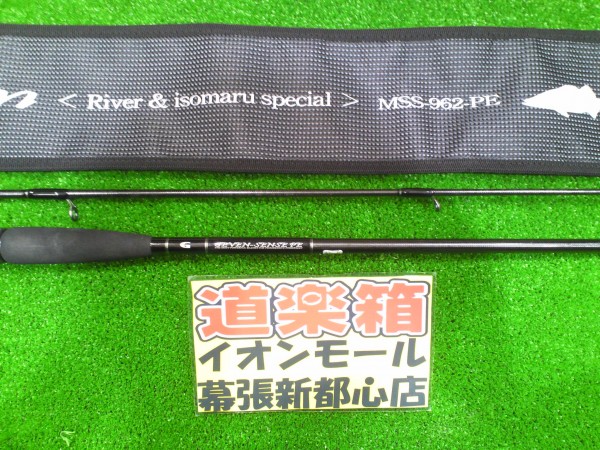 < River & isomaru special > MSS-962-PE
G SEVEN-SENSE PE
道楽箱
イオンモール
幕張新都心店